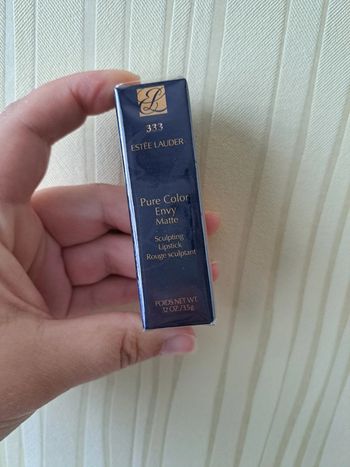 333
ESTĒE LAUDER
Pure Color
Envy
Matte
Sculpting
Lipstick
Rouge sculptant
POIDS NET WT.
.12 OZ./3.5g